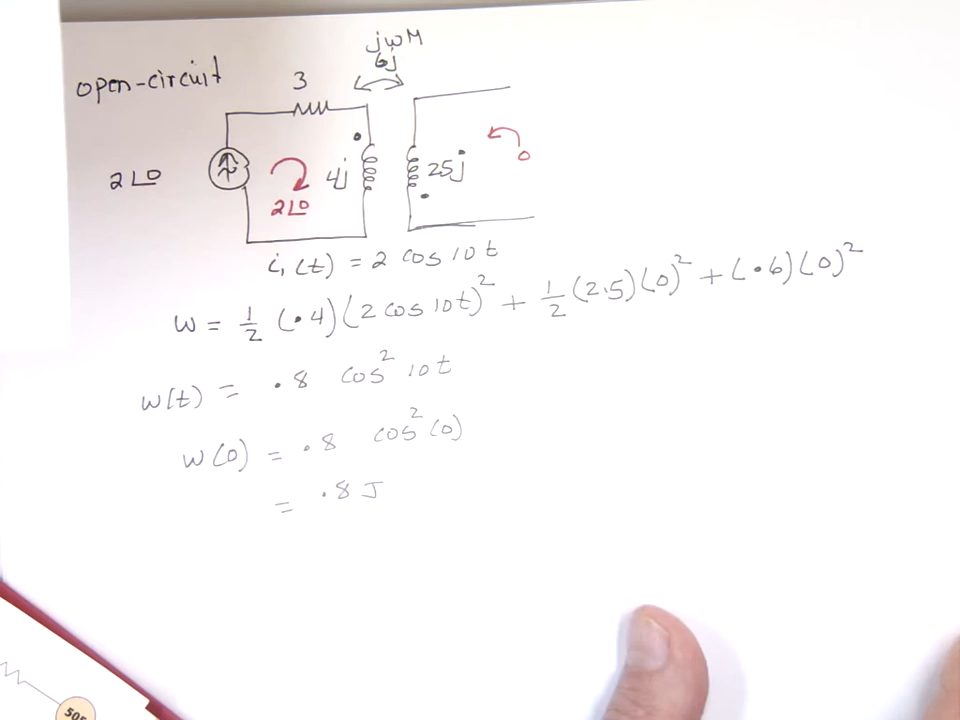 jωM
6j
open-circuit
3
2∠0
2∠0
4j
25j
0
i₁(t) = 2 cos 10t
w = 1/2 (.4)(2 cos 10t)² + 1/2 (2.5)(0)² + (.6)(0)²
w(t) = .8 cos² 10t
w(0) = .8 cos²(0)
= .8 J
505